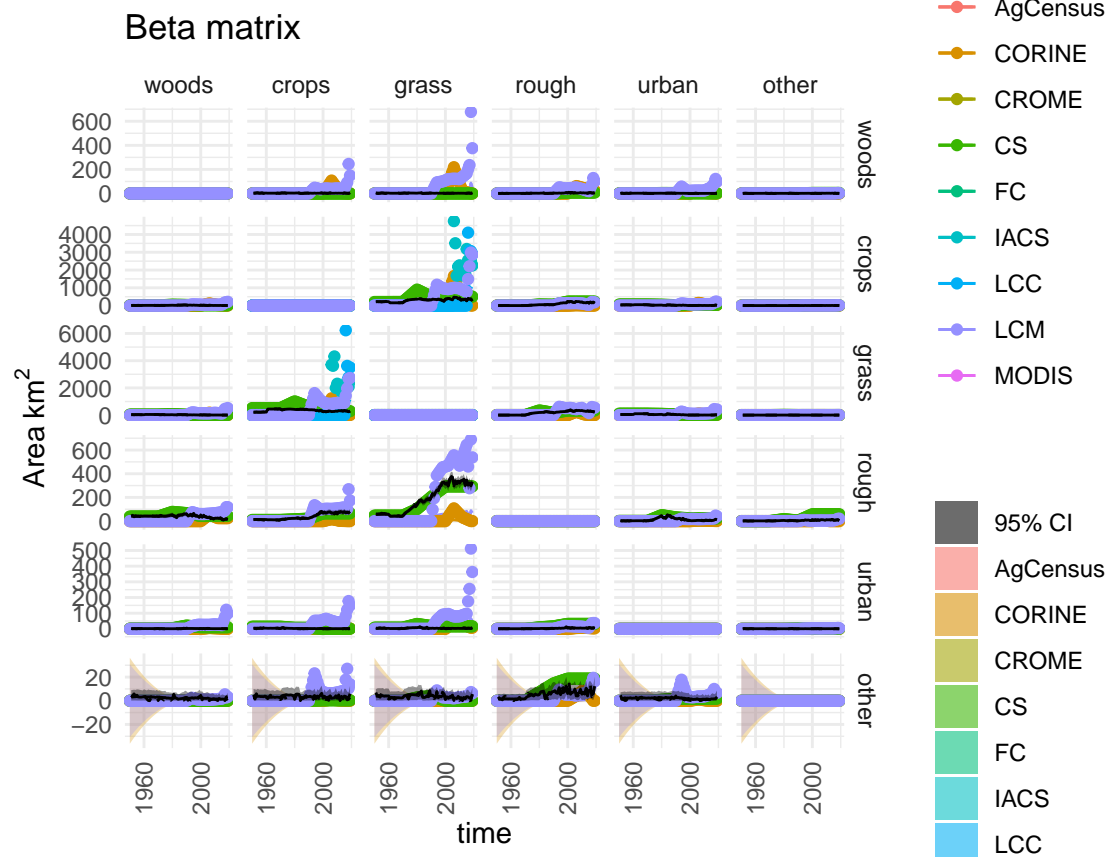 Beta matrix
woods crops grass rough urban other
600
400
200
0
woods
4000
3000
2000
1000
0
crops
6000
4000
2000
0
grass
600
400
200
0
rough
500
400
300
200
100
0
urban
20
0
−20
other
Area km²
1960 2000 1960 2000 1960 2000 1960 2000 1960 2000 1960 2000
time
AgCensus
CORINE
CROME
CS
FC
IACS
LCC
LCM
MODIS
95% CI
AgCensus
CORINE
CROME
CS
FC
IACS
LCC